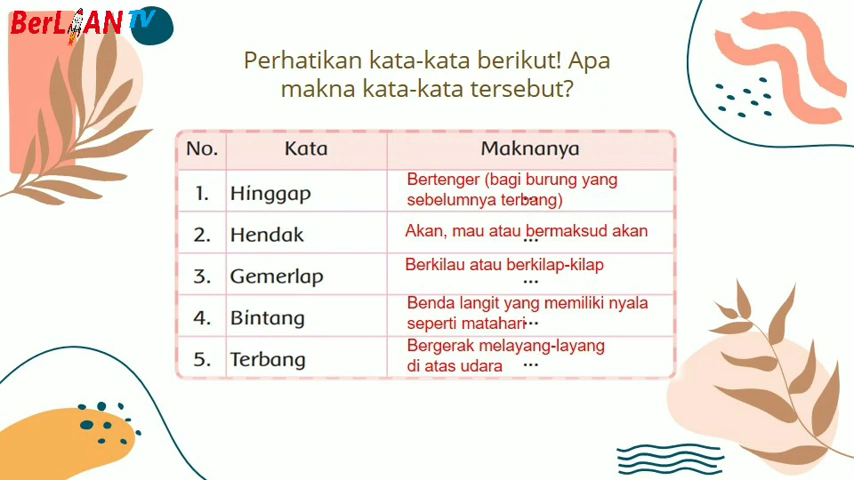 BerLIAN TV
Perhatikan kata-kata berikut! Apa
makna kata-kata tersebut?
No. Kata Maknanya
1. Hinggap Bertenger (bagi burung yang
sebelumnya terbang)
...
2. Hendak Akan, mau atau bermaksud akan
...
3. Gemerlap Berkilau atau berkilap-kilap
...
4. Bintang Benda langit yang memiliki nyala
seperti matahari...
5. Terbang Bergerak melayang-layang
di atas udara ...